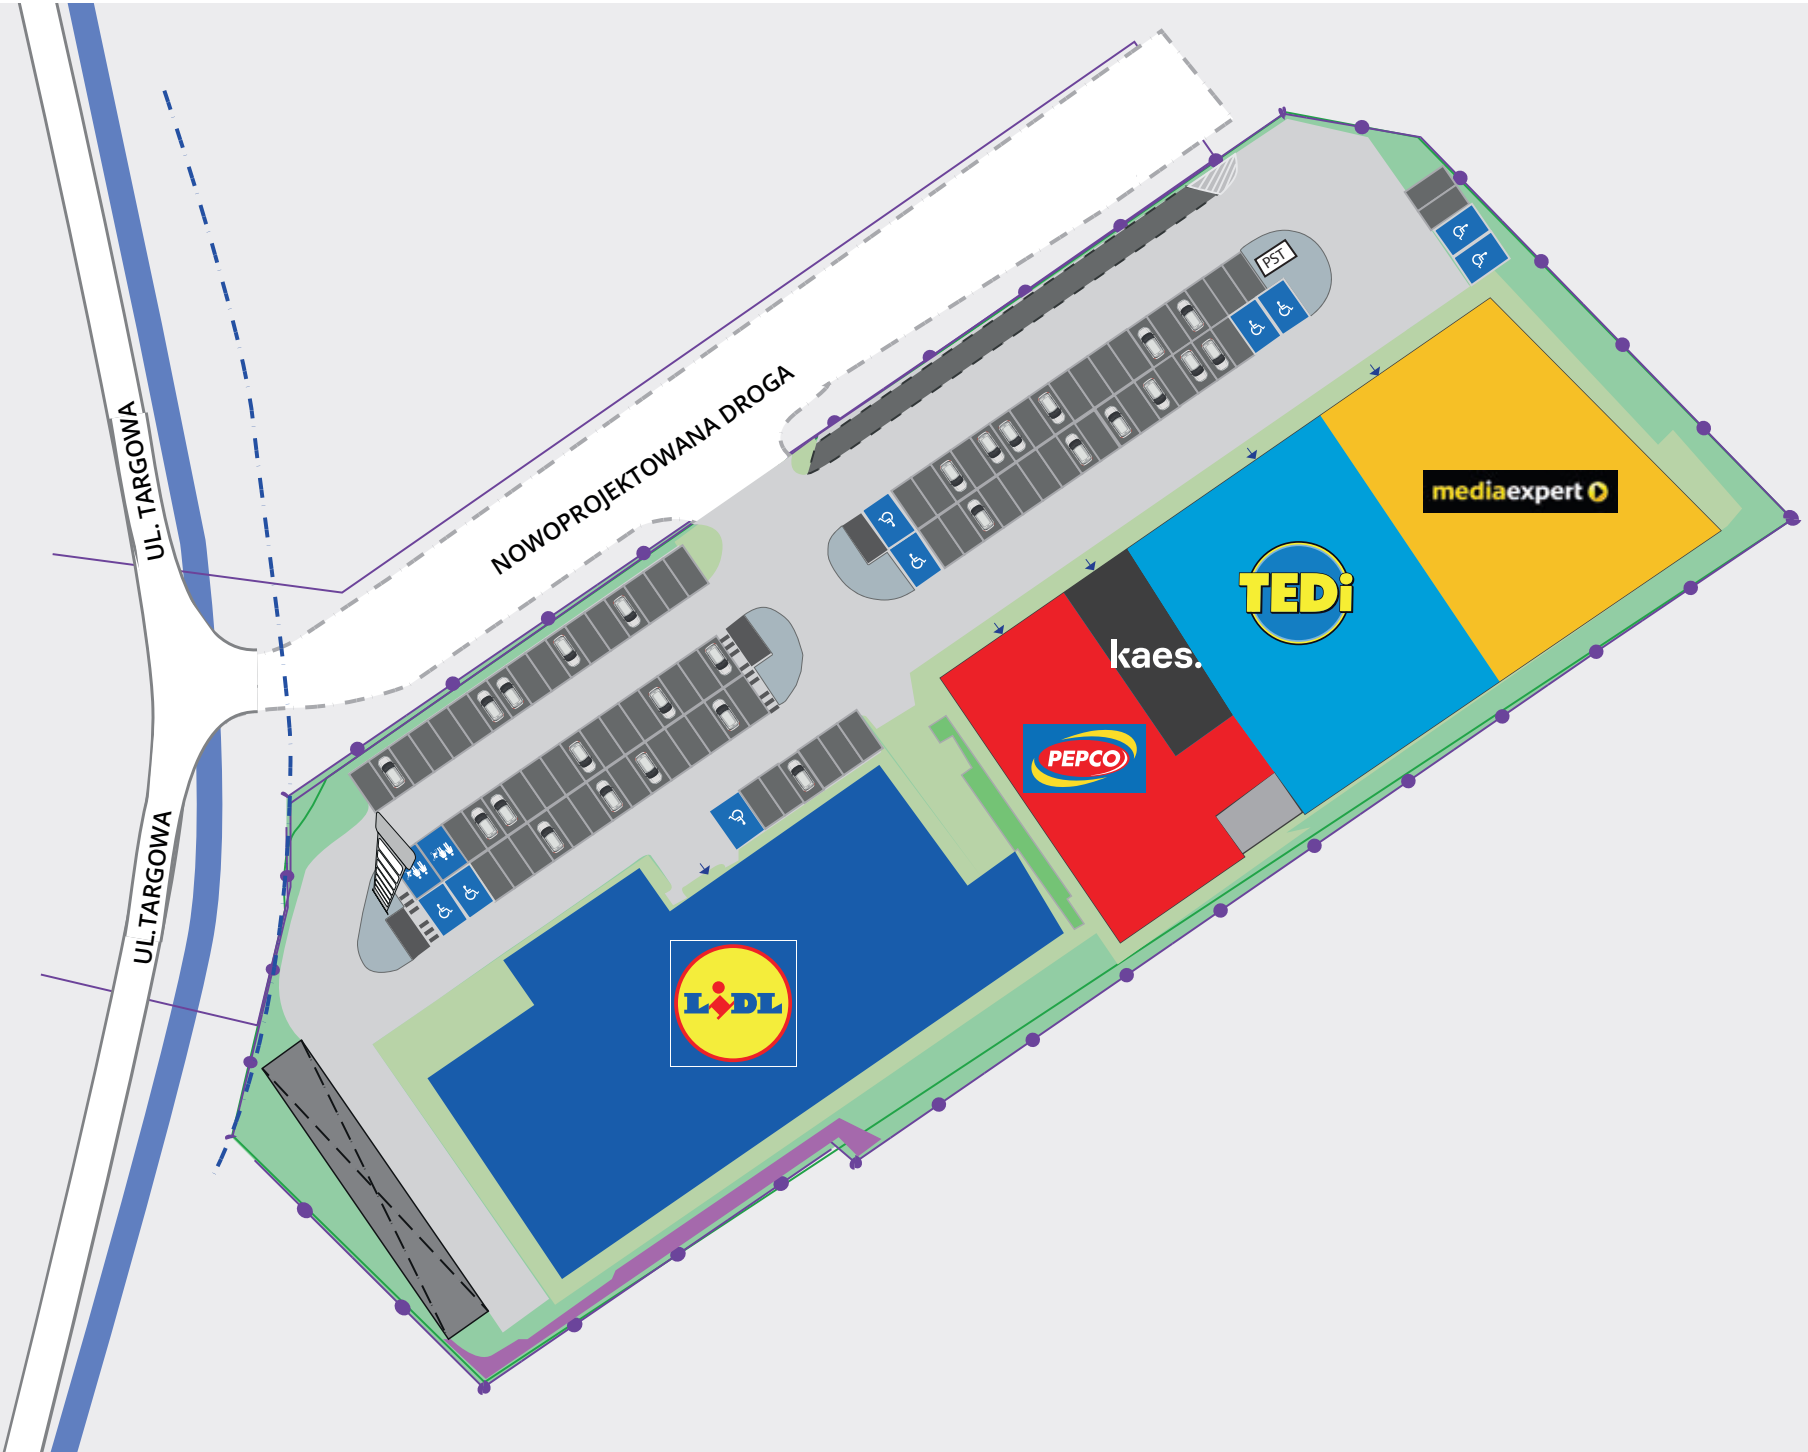 PST
NOWOPROJEKTOWANA DROGA
UL. TARGOWA
mediaexpert
TEDi
kaes.
PEPCO
UL.TARGOWA
LiDL